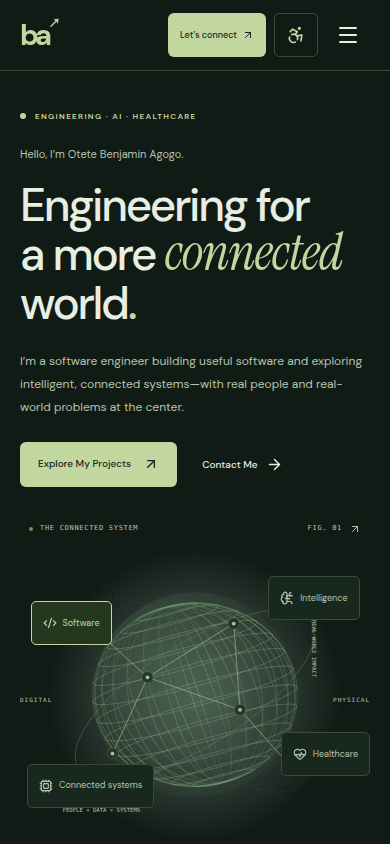 ba
Let's connect
ENGINEERING · AI · HEALTHCARE
Hello, I'm Otete Benjamin Agogo.
Engineering for
a more connected
world.
I'm a software engineer building useful software and exploring
intelligent, connected systems—with real people and real-
world problems at the center.
Explore My Projects
Contact Me
THE CONNECTED SYSTEM
FIG. 01
Intelligence
Software
REAL-WORLD IMPACT
DIGITAL
PHYSICAL
Healthcare
Connected systems
PEOPLE + DATA + SYSTEMS